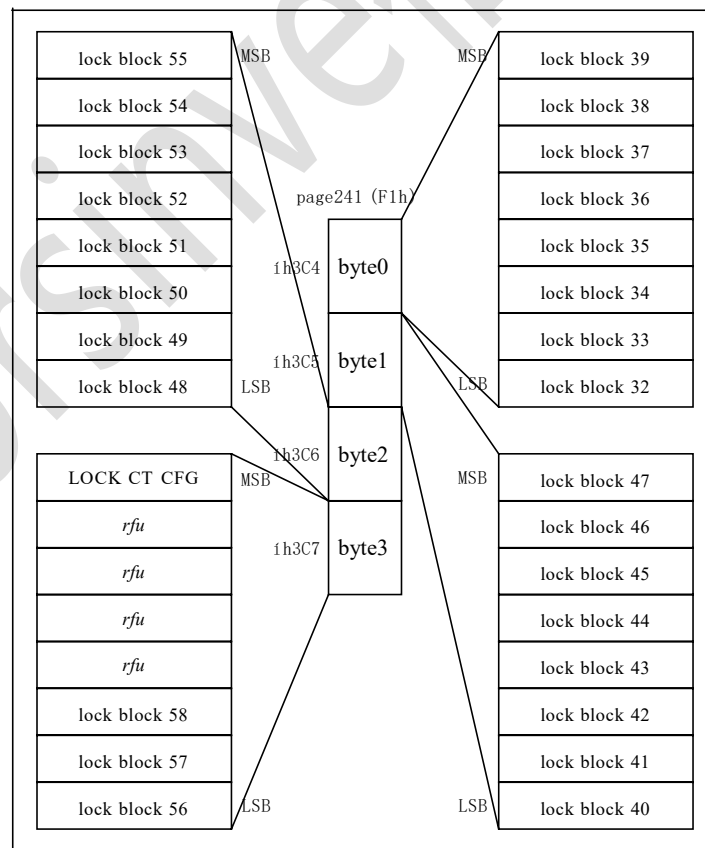 lock block 55
lock block 54
lock block 53
lock block 52
lock block 51
lock block 50
lock block 49
lock block 48
MSB
LSB
LOCK CT CFG
rfu
rfu
rfu
rfu
lock block 58
lock block 57
lock block 56
MSB
LSB
page241 (F1h)
ih3C4
byte0
ih3C5
byte1
ih3C6
byte2
ih3C7
byte3
MSB
LSB
lock block 39
lock block 38
lock block 37
lock block 36
lock block 35
lock block 34
lock block 33
lock block 32
MSB
LSB
lock block 47
lock block 46
lock block 45
lock block 44
lock block 43
lock block 42
lock block 41
lock block 40